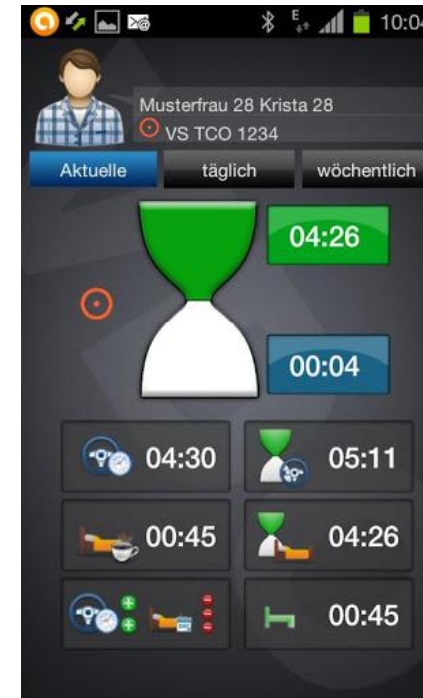 E 10:04
Musterfrau 28 Krista 28
VS TCO 1234
Aktuelle täglich wöchentlich
04:26
00:04
04:30 05:11
00:45 04:26
00:45